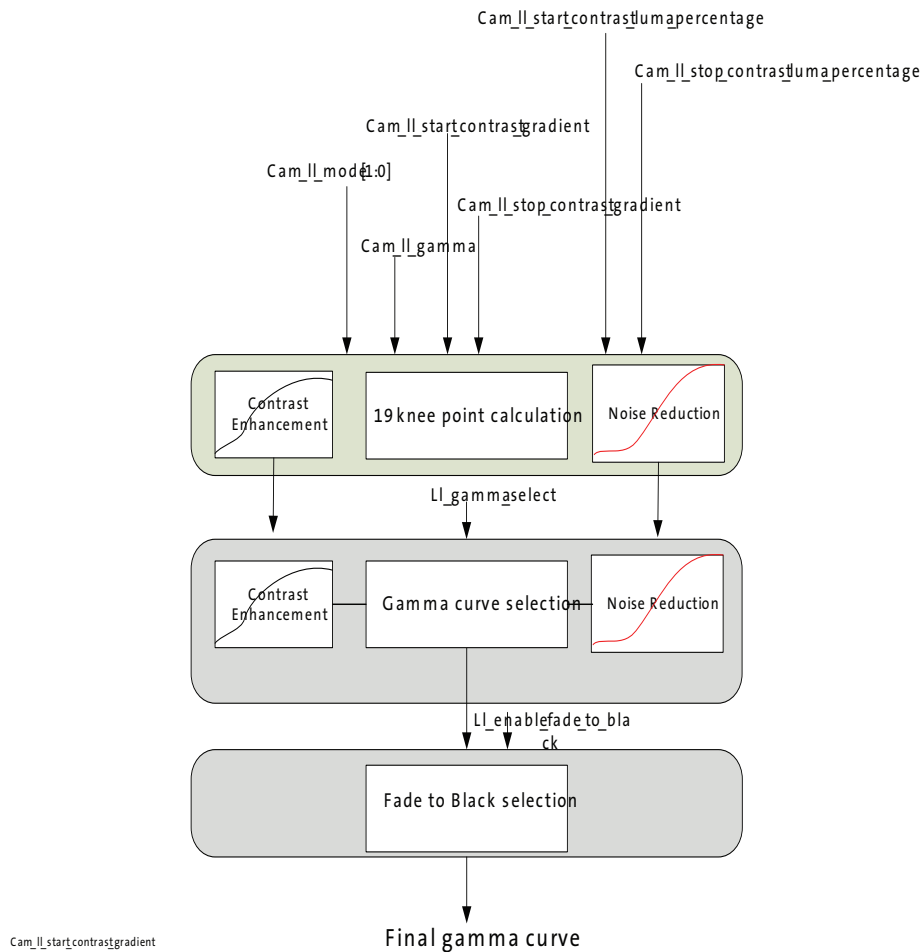 Cam_ll_start_contrast_luma_percentage
Cam_ll_stop_contrast_luma_percentage
Cam_ll_start_contrast_gradient
Cam_ll_mode[1:0]
Cam_ll_stop_contrast_gradient
Cam_ll_gamma
Contrast
Enhancement
19 knee point calculation
Noise Reduction
Ll_gamma_select
Contrast
Enhancement
Gamma curve selection
Noise Reduction
Ll_enable_fade_to_bla
ck
Fade to Black selection
Final gamma curve
Cam_ll_start_contrast_gradient